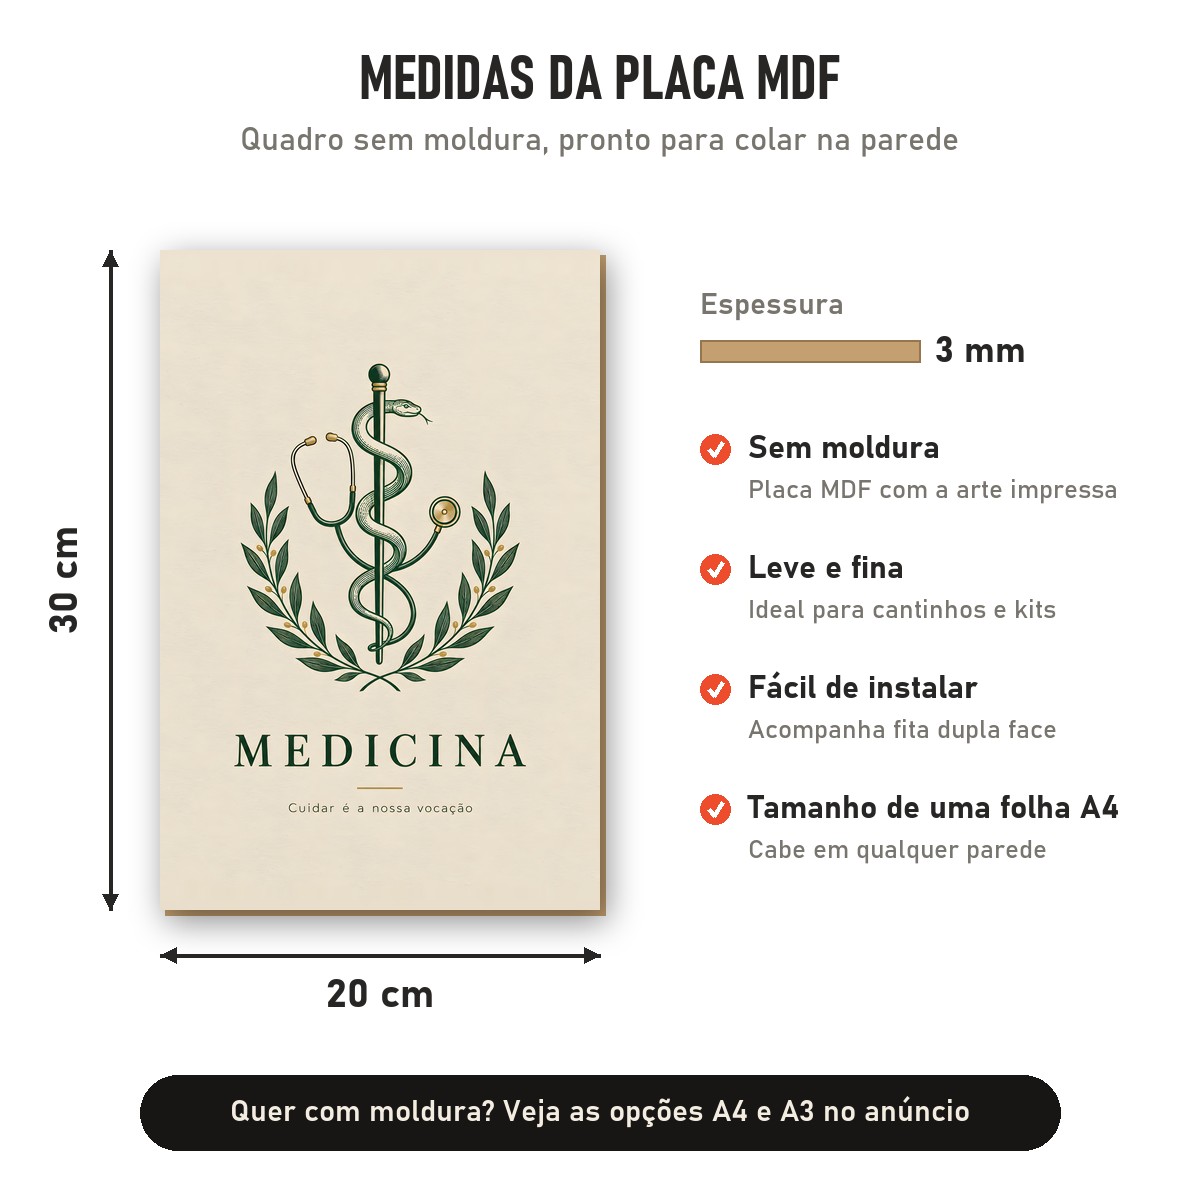 MEDIDAS DA PLACA MDF
Quadro sem moldura, pronto para colar na parede
30 cm
MEDICINA
Cuidar é a nossa vocação
20 cm
Espessura
3 mm
Sem moldura
Placa MDF com a arte impressa
Leve e fina
Ideal para cantinhos e kits
Fácil de instalar
Acompanha fita dupla face
Tamanho de uma folha A4
Cabe em qualquer parede
Quer com moldura? Veja as opções A4 e A3 no anúncio